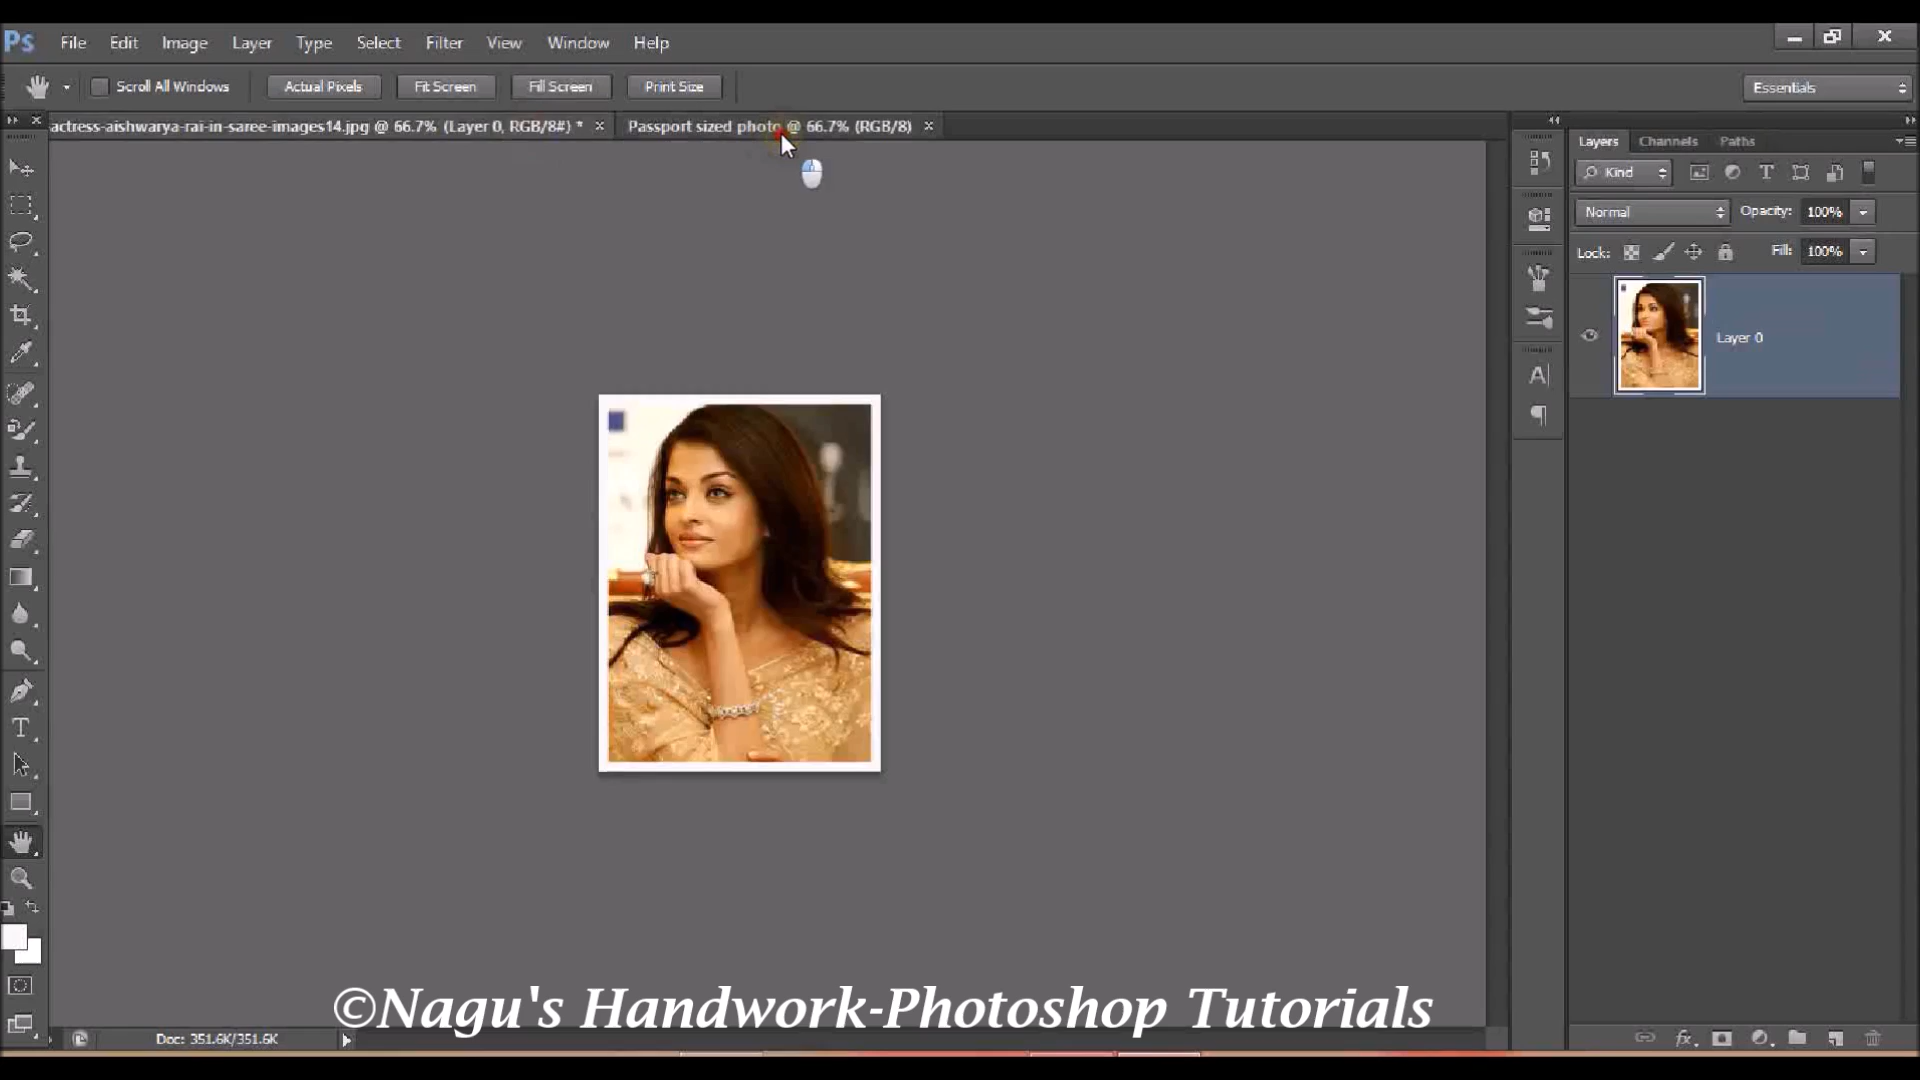 Ps File Edit Image Layer Type Select Filter View Window Help
Scroll All Windows Actual Pixels Fit Screen Fill Screen Print Size Essentials
actress-aishwarya-rai-in-saree-images14.jpg @ 66.7% (Layer 0, RGB/8#) * × Passport sized photo @ 66.7% (RGB/8) ×
Layers Channels Paths
Kind
Normal Opacity: 100%
Lock: Fill: 100%
Layer 0
©Nagu's Handwork-Photoshop Tutorials
Doc: 351.6K/351.6K